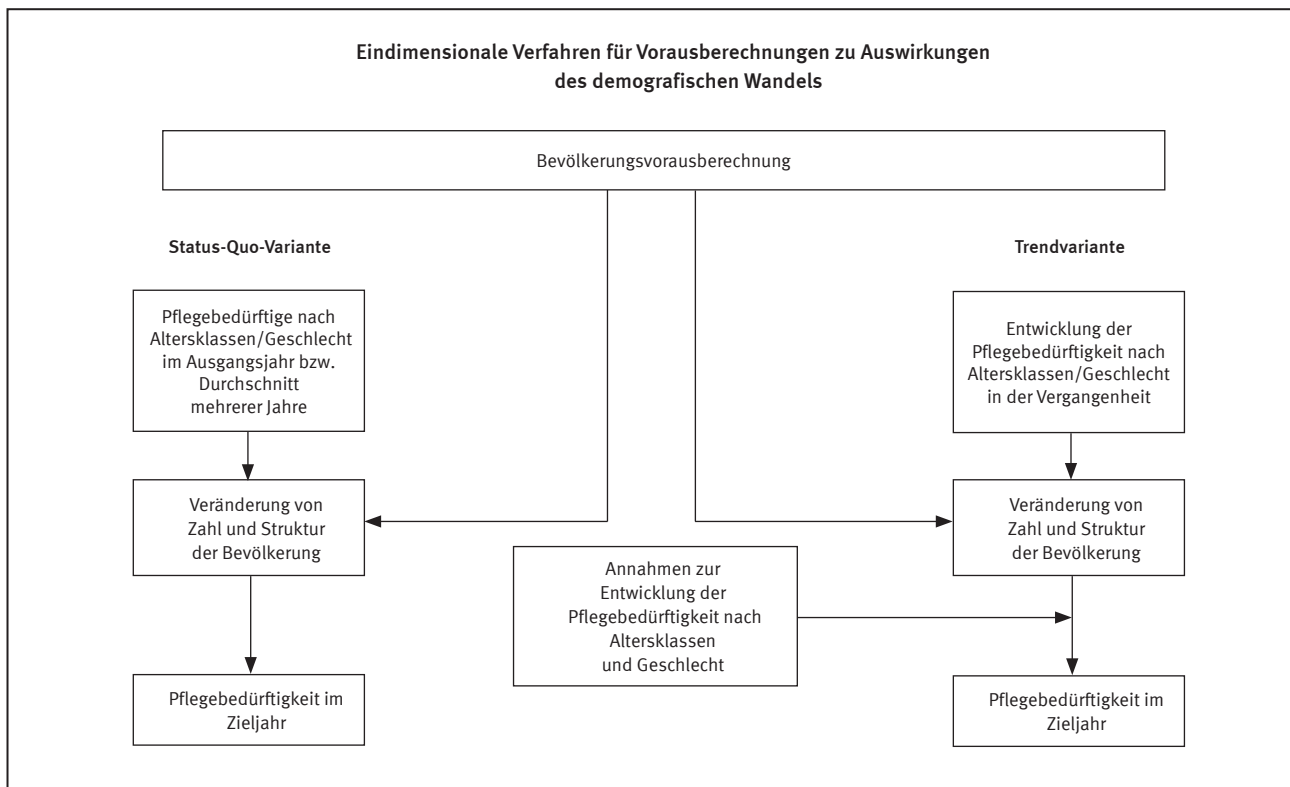 Eindimensionale Verfahren für Vorausberechnungen zu Auswirkungen
des demografischen Wandels
Bevölkerungsvorausberechnung
Status-Quo-Variante
Trendvariante
Pflegebedürftige nach
Altersklassen/Geschlecht
im Ausgangsjahr bzw.
Durchschnitt
mehrerer Jahre
Entwicklung der
Pflegebedürftigkeit nach
Altersklassen/Geschlecht
in der Vergangenheit
Veränderung von
Zahl und Struktur
der Bevölkerung
Veränderung von
Zahl und Struktur
der Bevölkerung
Annahmen zur
Entwicklung der
Pflegebedürftigkeit nach
Altersklassen
und Geschlecht
Pflegebedürftigkeit im
Zieljahr
Pflegebedürftigkeit im
Zieljahr